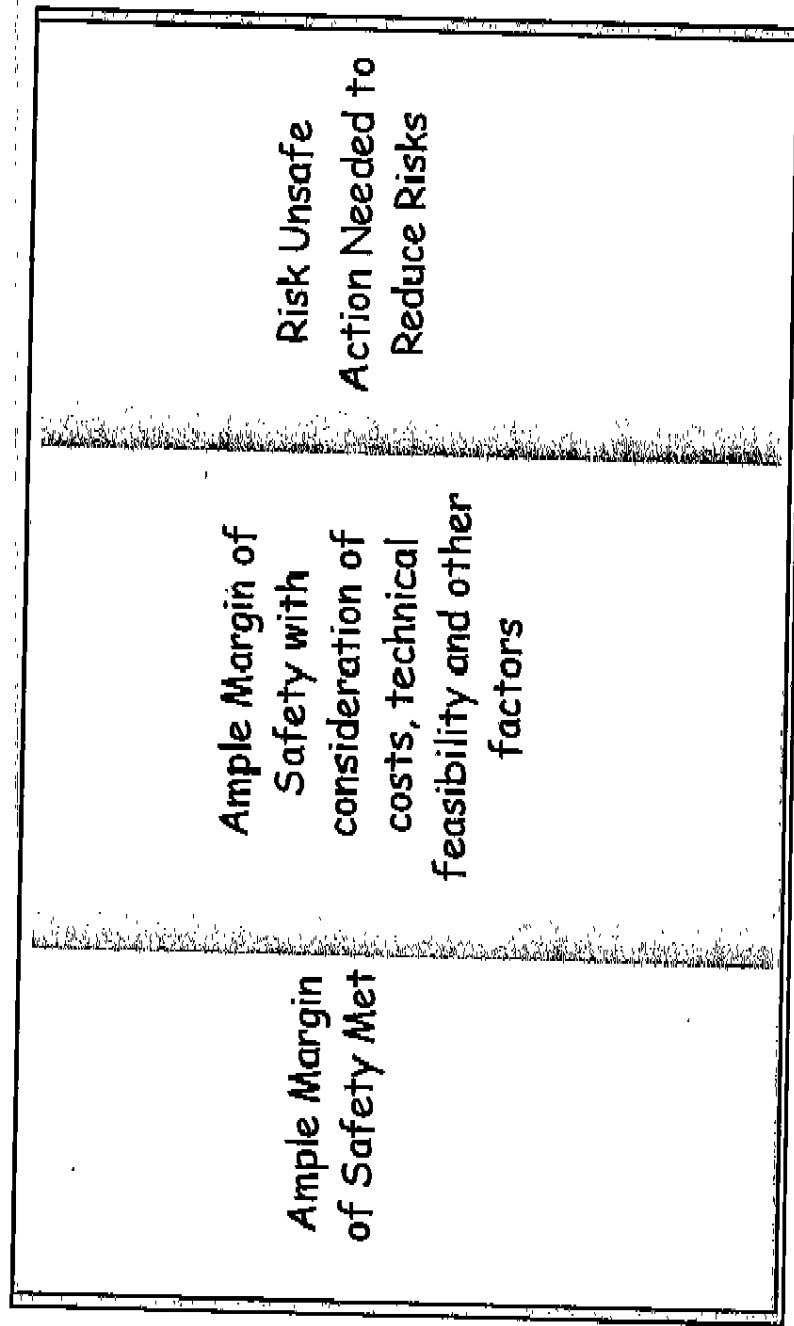 Ample Margin
of Safety Met
Ample Margin of
Safety with
consideration of
costs, technical
feasibility and other
factors
Risk Unsafe
Action Needed to
Reduce Risks